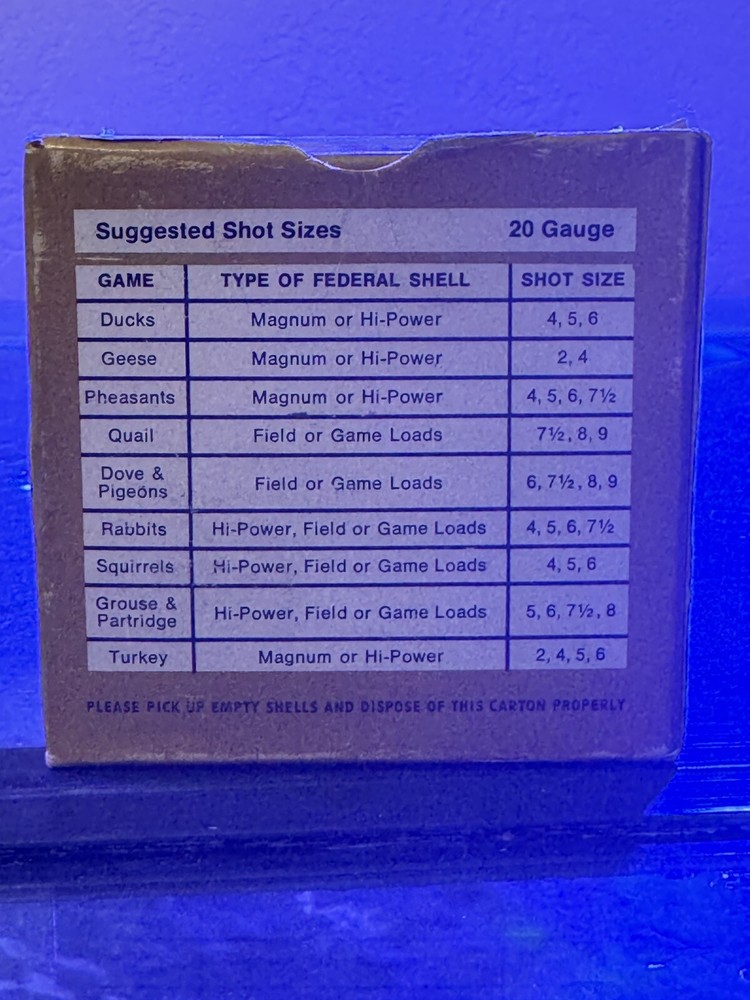 Suggested Shot Sizes 20 Gauge
GAME TYPE OF FEDERAL SHELL SHOT SIZE
Ducks Magnum or Hi-Power 4, 5, 6
Geese Magnum or Hi-Power 2, 4
Pheasants Magnum or Hi-Power 4, 5, 6, 7½
Quail Field or Game Loads 7½, 8, 9
Dove &
Pigeons Field or Game Loads 6, 7½, 8, 9
Rabbits Hi-Power, Field or Game Loads 4, 5, 6, 7½
Squirrels Hi-Power, Field or Game Loads 4, 5, 6
Grouse &
Partridge Hi-Power, Field or Game Loads 5, 6, 7½, 8
Turkey Magnum or Hi-Power 2, 4, 5, 6
PLEASE PICK UP EMPTY SHELLS AND DISPOSE OF THIS CARTON PROPERLY